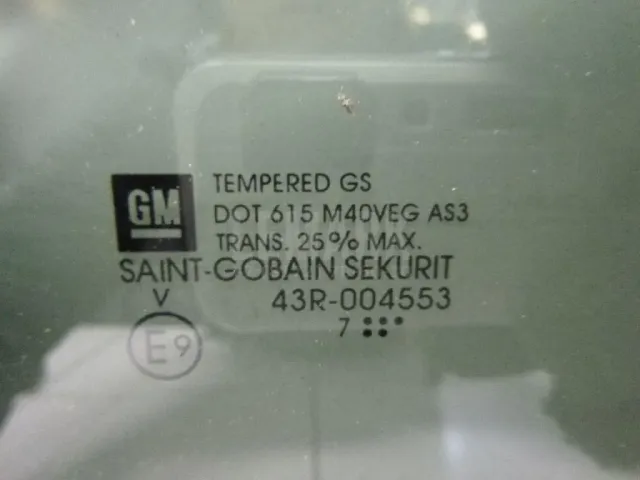 GM
TEMPERED GS
DOT 615 M40VEG AS3
TRANS. 25% MAX.
SAINT-GOBAIN SEKURIT
V 43R-004553
E9 7